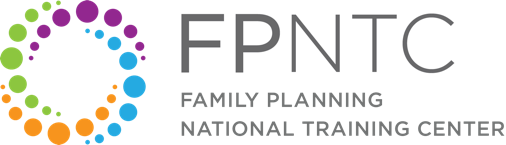 FPNTC
FAMILY PLANNING
NATIONAL TRAINING CENTER